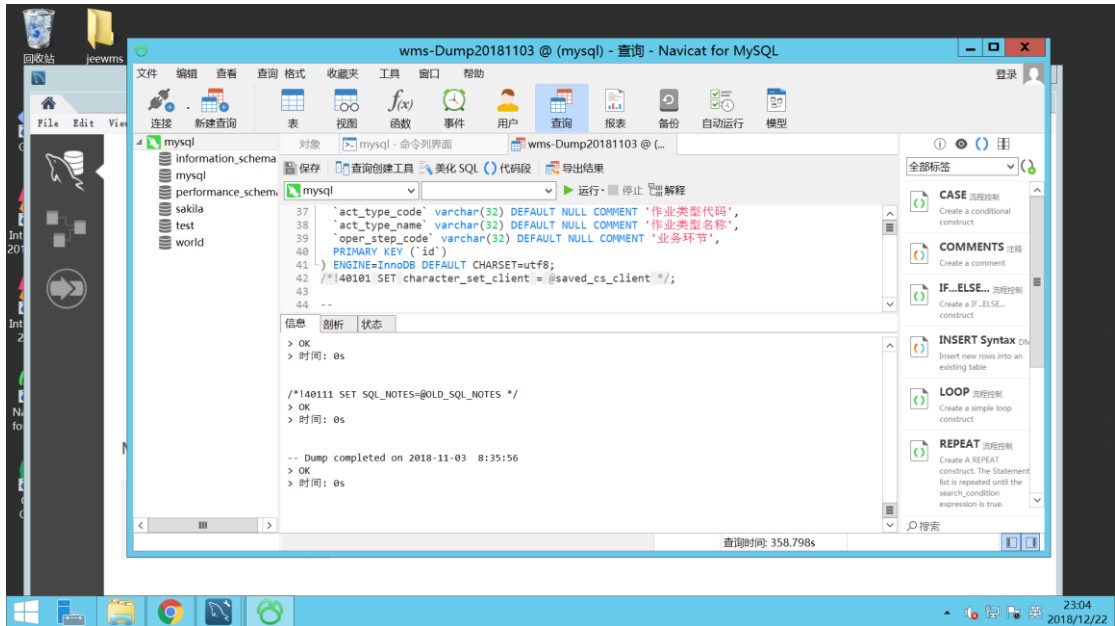 回收站
jeewms
wms-Dump20181103 @ (mysql) - 查询 - Navicat for MySQL
文件 编辑 查看 查询 格式 收藏夹 工具 窗口 帮助
登录
File Edit View
连接 新建查询 表 视图 函数 事件 用户 查询 报表 备份 自动运行 模型
mysql
information_schema
mysql
performance_schem
sakila
test
world
对象 mysql - 命令列界面 wms-Dump20181103 @ (...
保存 查询创建工具 美化 SQL 代码段 导出结果
mysql 运行 停止 解释
37 `act_type_code` varchar(32) DEFAULT NULL COMMENT '作业类型代码',
38 `act_type_name` varchar(32) DEFAULT NULL COMMENT '作业类型名称',
39 `oper_step_code` varchar(32) DEFAULT NULL COMMENT '业务环节',
40 PRIMARY KEY (`id`)
41 ) ENGINE=InnoDB DEFAULT CHARSET=utf8;
42 /*!40101 SET character_set_client = @saved_cs_client */;
43
44 --
信息 剖析 状态
> OK
> 时间: 0s
/*!40111 SET SQL_NOTES=@OLD_SQL_NOTES */
> OK
> 时间: 0s
-- Dump completed on 2018-11-03 8:35:56
> OK
> 时间: 0s
全部标签
CASE 流程控制
Create a conditional
construct
COMMENTS 注释
Create a comment
IF...ELSE... 流程控制
Create a IF...ELSE...
construct
INSERT Syntax DM
Insert new rows into an
existing table
LOOP 流程控制
Create a simple loop
construct
REPEAT 流程控制
Create A REPEAT
construct. The Statement
list is repeated until the
search_condition
expression is true.
搜索
查询时间: 358.798s
英
23:04
2018/12/22